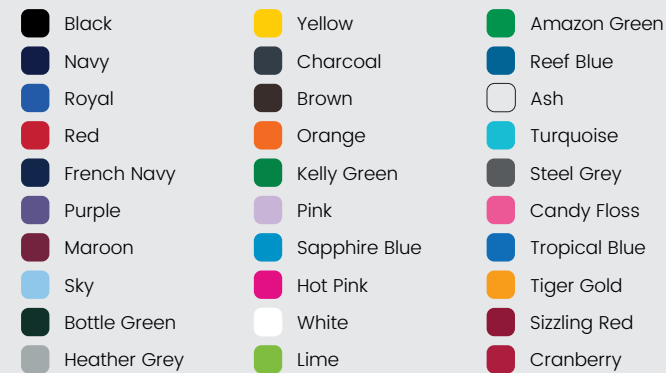 Black
Navy
Royal
Red
French Navy
Purple
Maroon
Sky
Bottle Green
Heather Grey
Yellow
Charcoal
Brown
Orange
Kelly Green
Pink
Sapphire Blue
Hot Pink
White
Lime
Amazon Green
Reef Blue
Ash
Turquoise
Steel Grey
Candy Floss
Tropical Blue
Tiger Gold
Sizzling Red
Cranberry